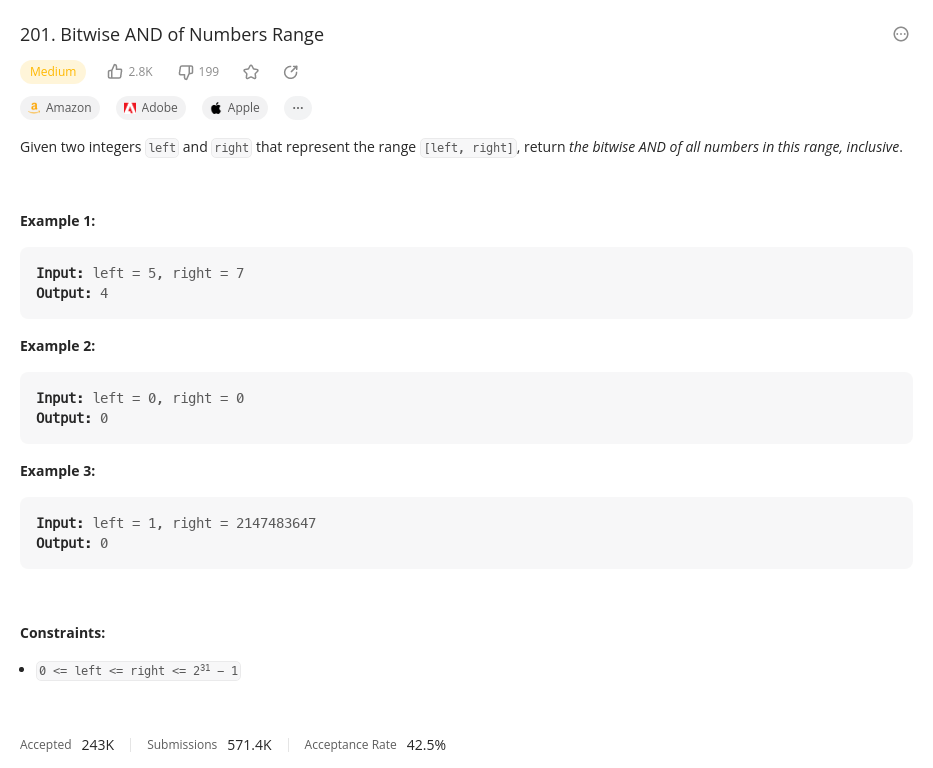 201. Bitwise AND of Numbers Range
Medium 2.8K 199
Amazon Adobe Apple ...
Given two integers left and right that represent the range [left, right], return the bitwise AND of all numbers in this range, inclusive.
Example 1:
Input: left = 5, right = 7
Output: 4
Example 2:
Input: left = 0, right = 0
Output: 0
Example 3:
Input: left = 1, right = 2147483647
Output: 0
Constraints:
• 0 <= left <= right <= 2³¹ − 1
Accepted 243K Submissions 571.4K Acceptance Rate 42.5%